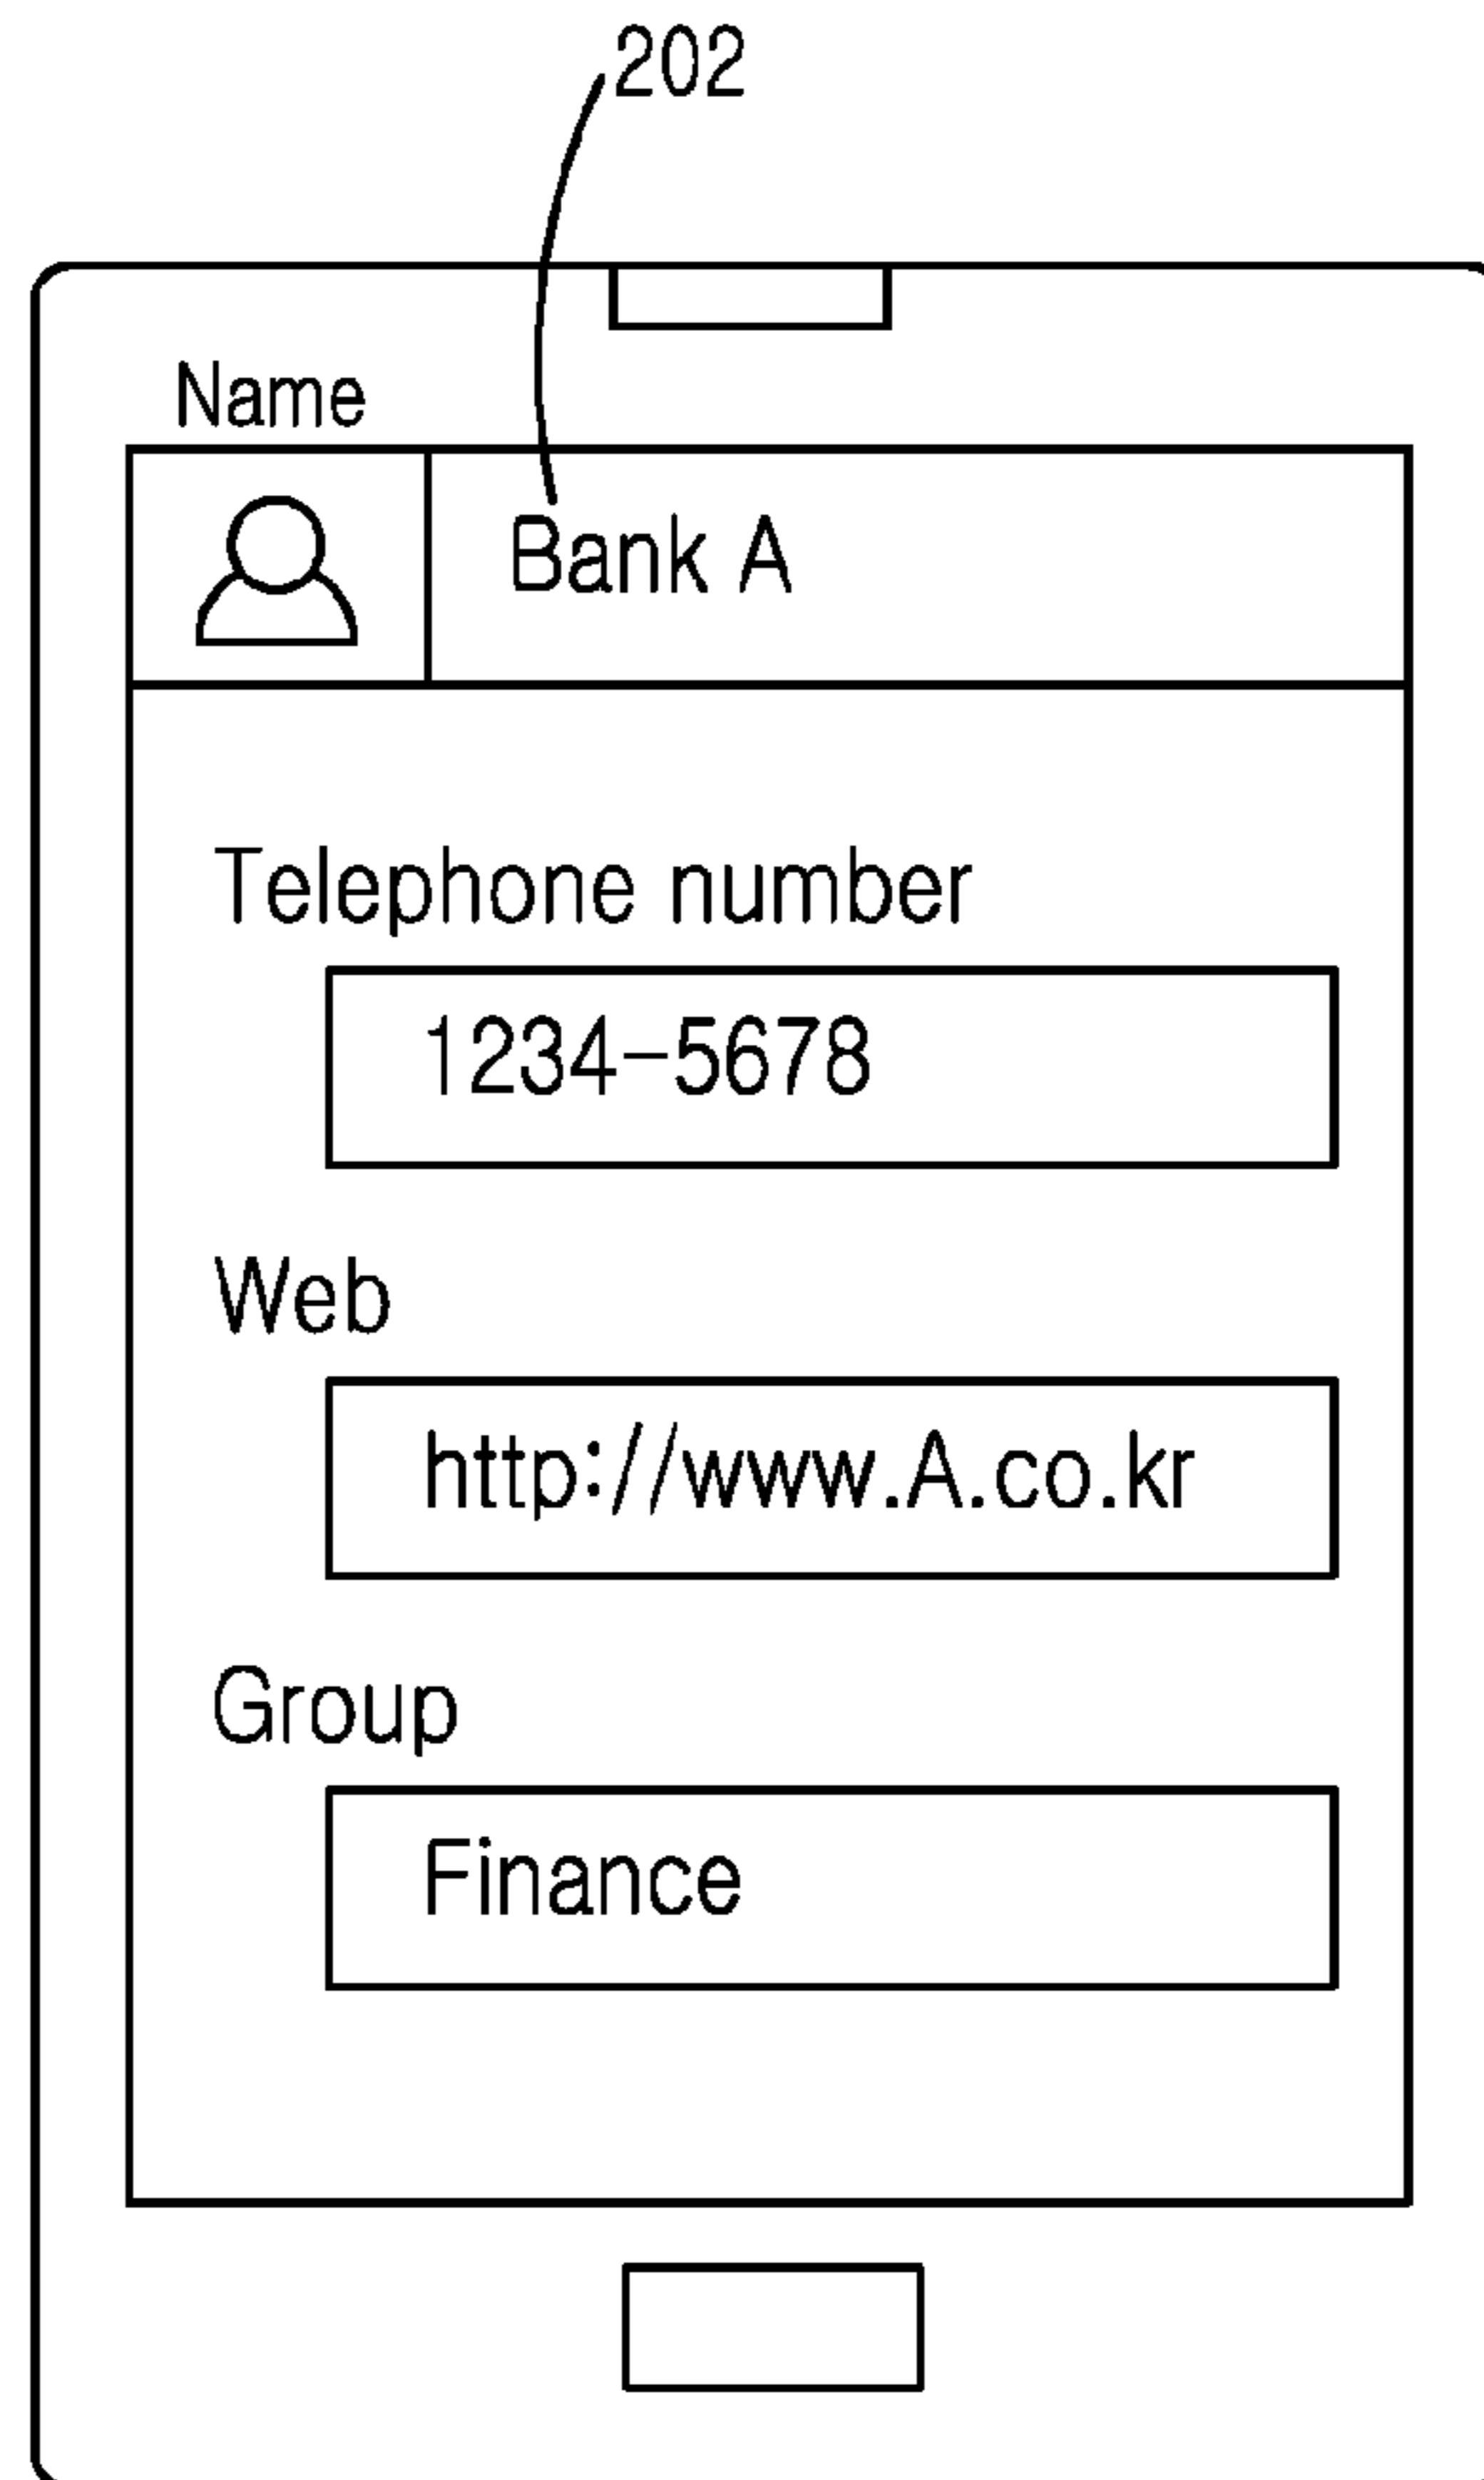 202
Name
Bank A
Telephone number
1234-5678
Web
http://www.A.co.kr
Group
Finance